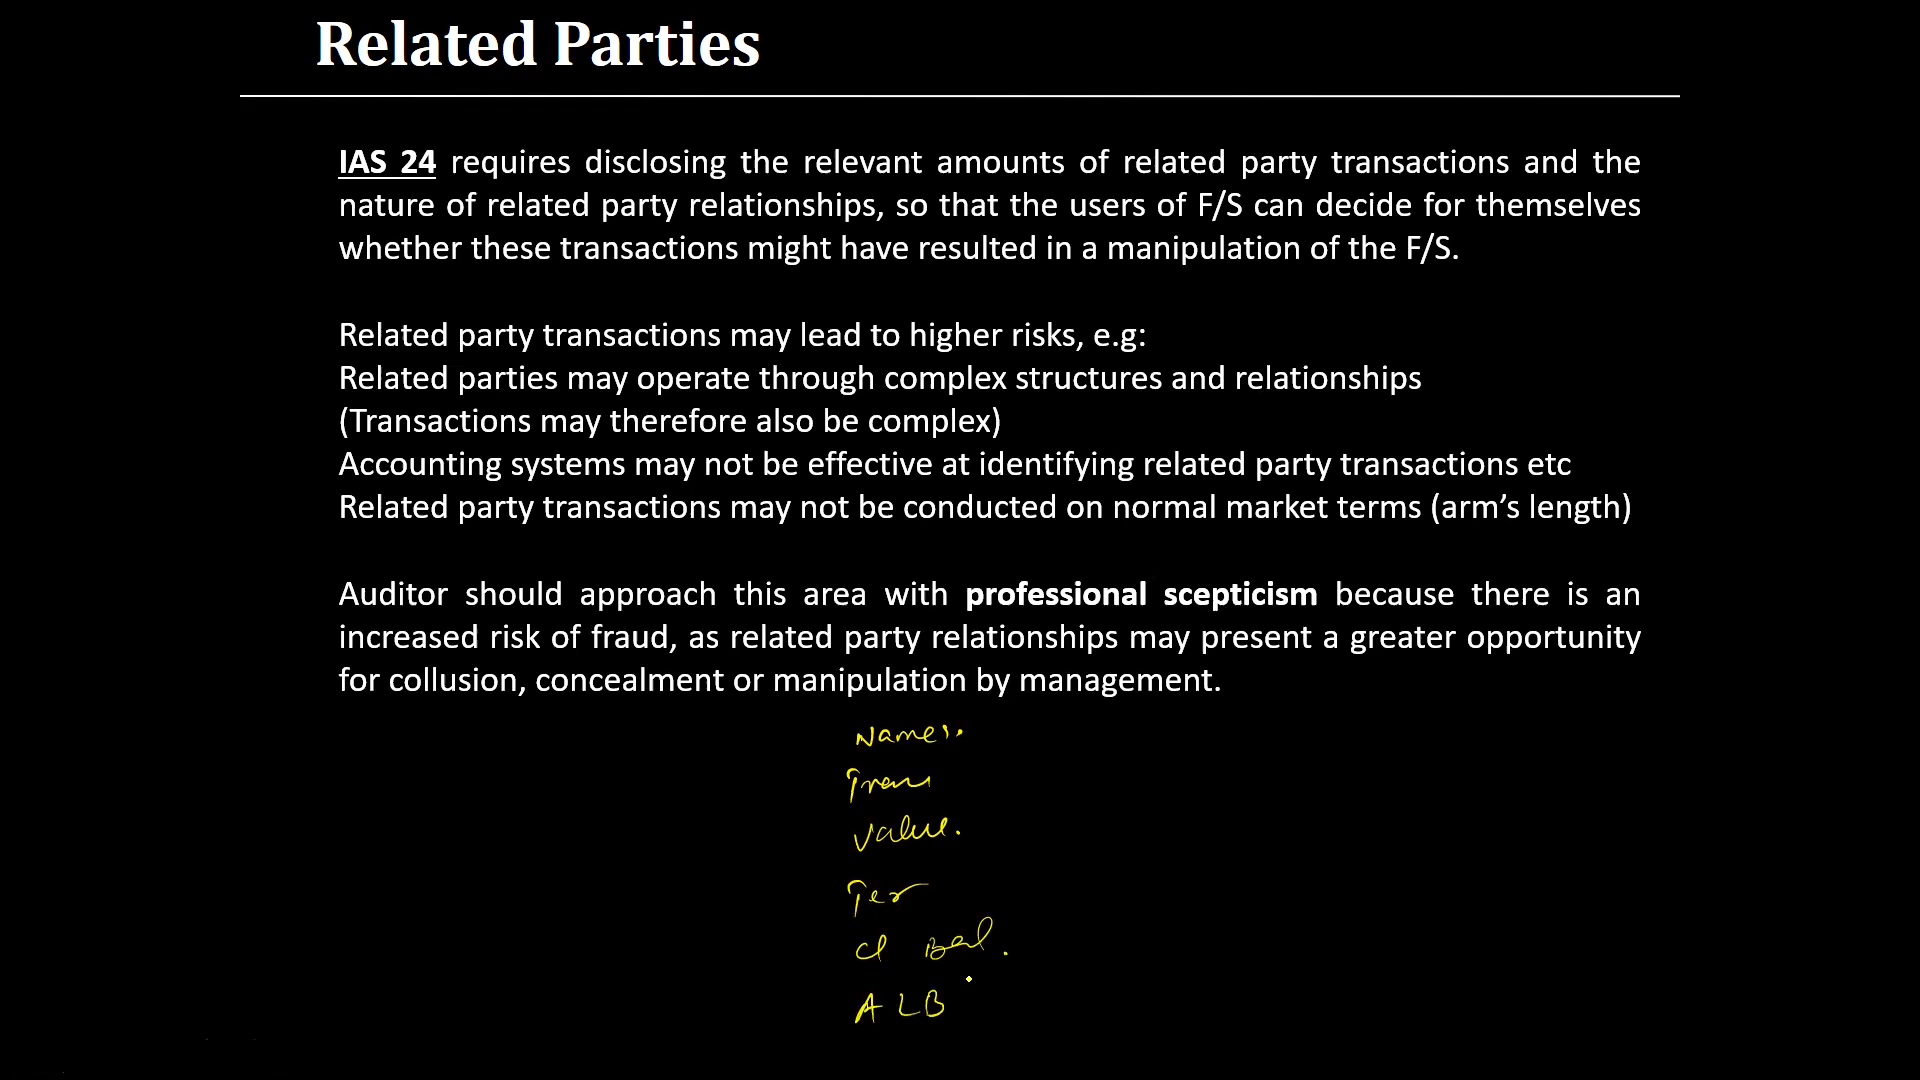 Related Parties
IAS 24 requires disclosing the relevant amounts of related party transactions and the
nature of related party relationships, so that the users of F/S can decide for themselves
whether these transactions might have resulted in a manipulation of the F/S.
Related party transactions may lead to higher risks, e.g:
Related parties may operate through complex structures and relationships
(Transactions may therefore also be complex)
Accounting systems may not be effective at identifying related party transactions etc
Related party transactions may not be conducted on normal market terms (arm’s length)
Auditor should approach this area with professional scepticism because there is an
increased risk of fraud, as related party relationships may present a greater opportunity
for collusion, concealment or manipulation by management.
Names.
Tran
Value.
Ter
Cl Bal.
ALB